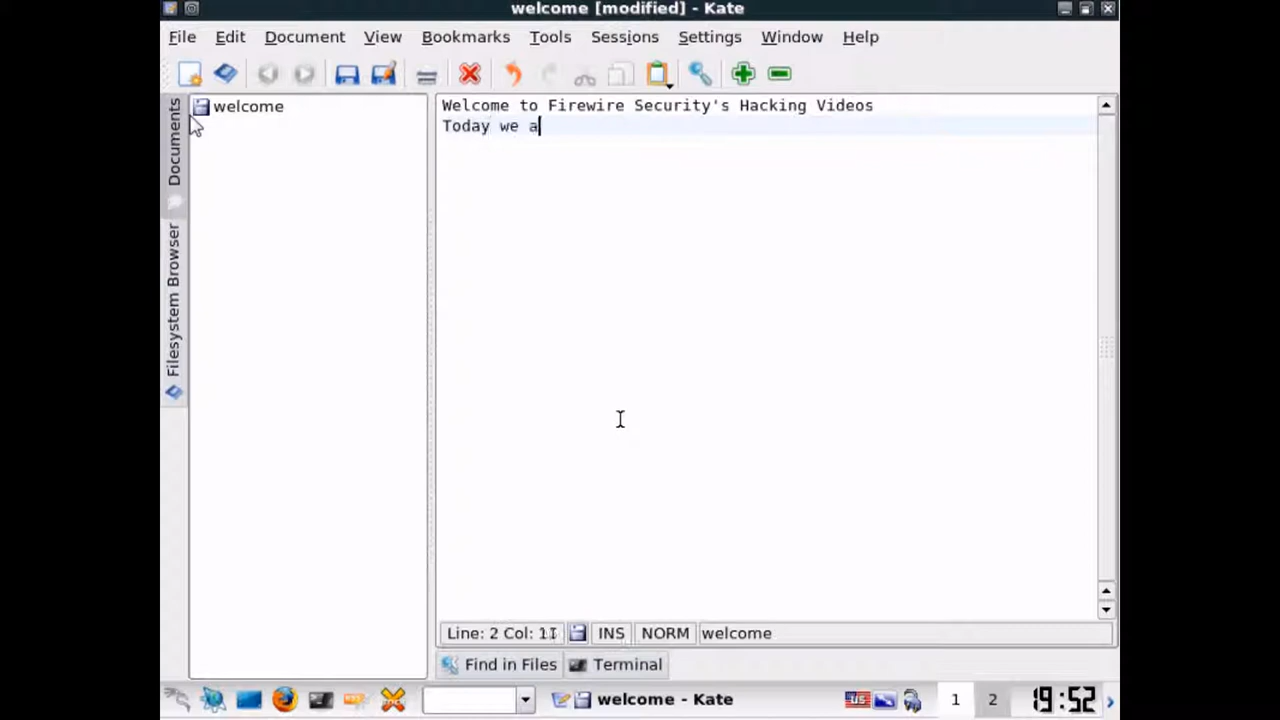 welcome [modified] - Kate
File Edit Document View Bookmarks Tools Sessions Settings Window Help
Documents
Filesystem Browser
welcome
Welcome to Firewire Security's Hacking Videos
Today we a
Line: 2 Col: 11 INS NORM welcome
Find in Files Terminal
welcome - Kate US 1 2 19:52